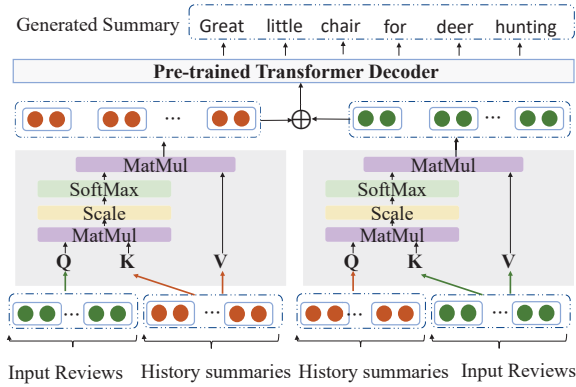 Generated Summary Great little chair for deer hunting
Pre-trained Transformer Decoder
... ...
MatMul MatMul
SoftMax SoftMax
Scale Scale
MatMul MatMul
Q K V Q K V
... ... ... ...
Input Reviews History summaries History summaries Input Reviews